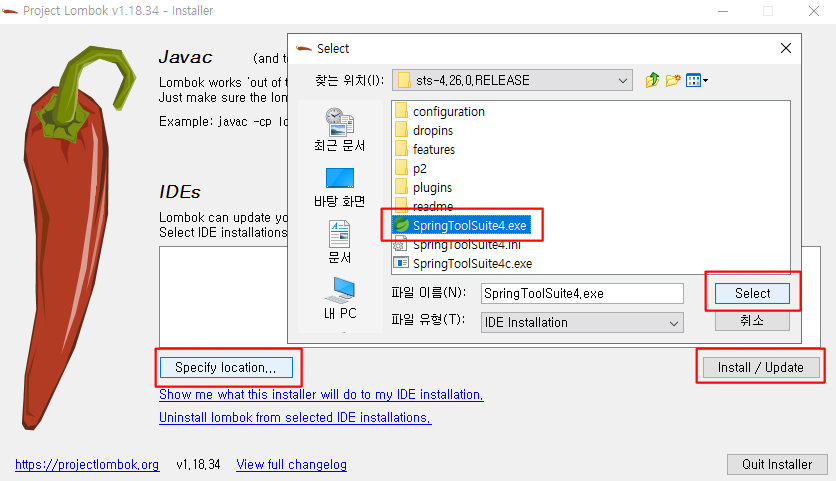 Project Lombok v1.18.34 - Installer
Javac (and to
Lombok works 'out of t
Just make sure the lon
Example: javac -cp lo
IDEs
Lombok can update yo
Select IDE installations
Select
찾는 위치(I):
sts-4.26.0.RELEASE
최근 문서
바탕 화면
문서
내 PC
configuration
dropins
features
p2
plugins
readme
SpringToolSuite4.exe
SpringToolSuite4.ini
SpringToolSuite4c.exe
파일 이름(N):
SpringToolSuite4.exe
Select
파일 유형(T):
IDE Installation
취소
Specify location...
Install / Update
Show me what this installer will do to my IDE installation.
Uninstall lombok from selected IDE installations.
https://projectlombok.org v1.18.34 View full changelog
Quit Installer